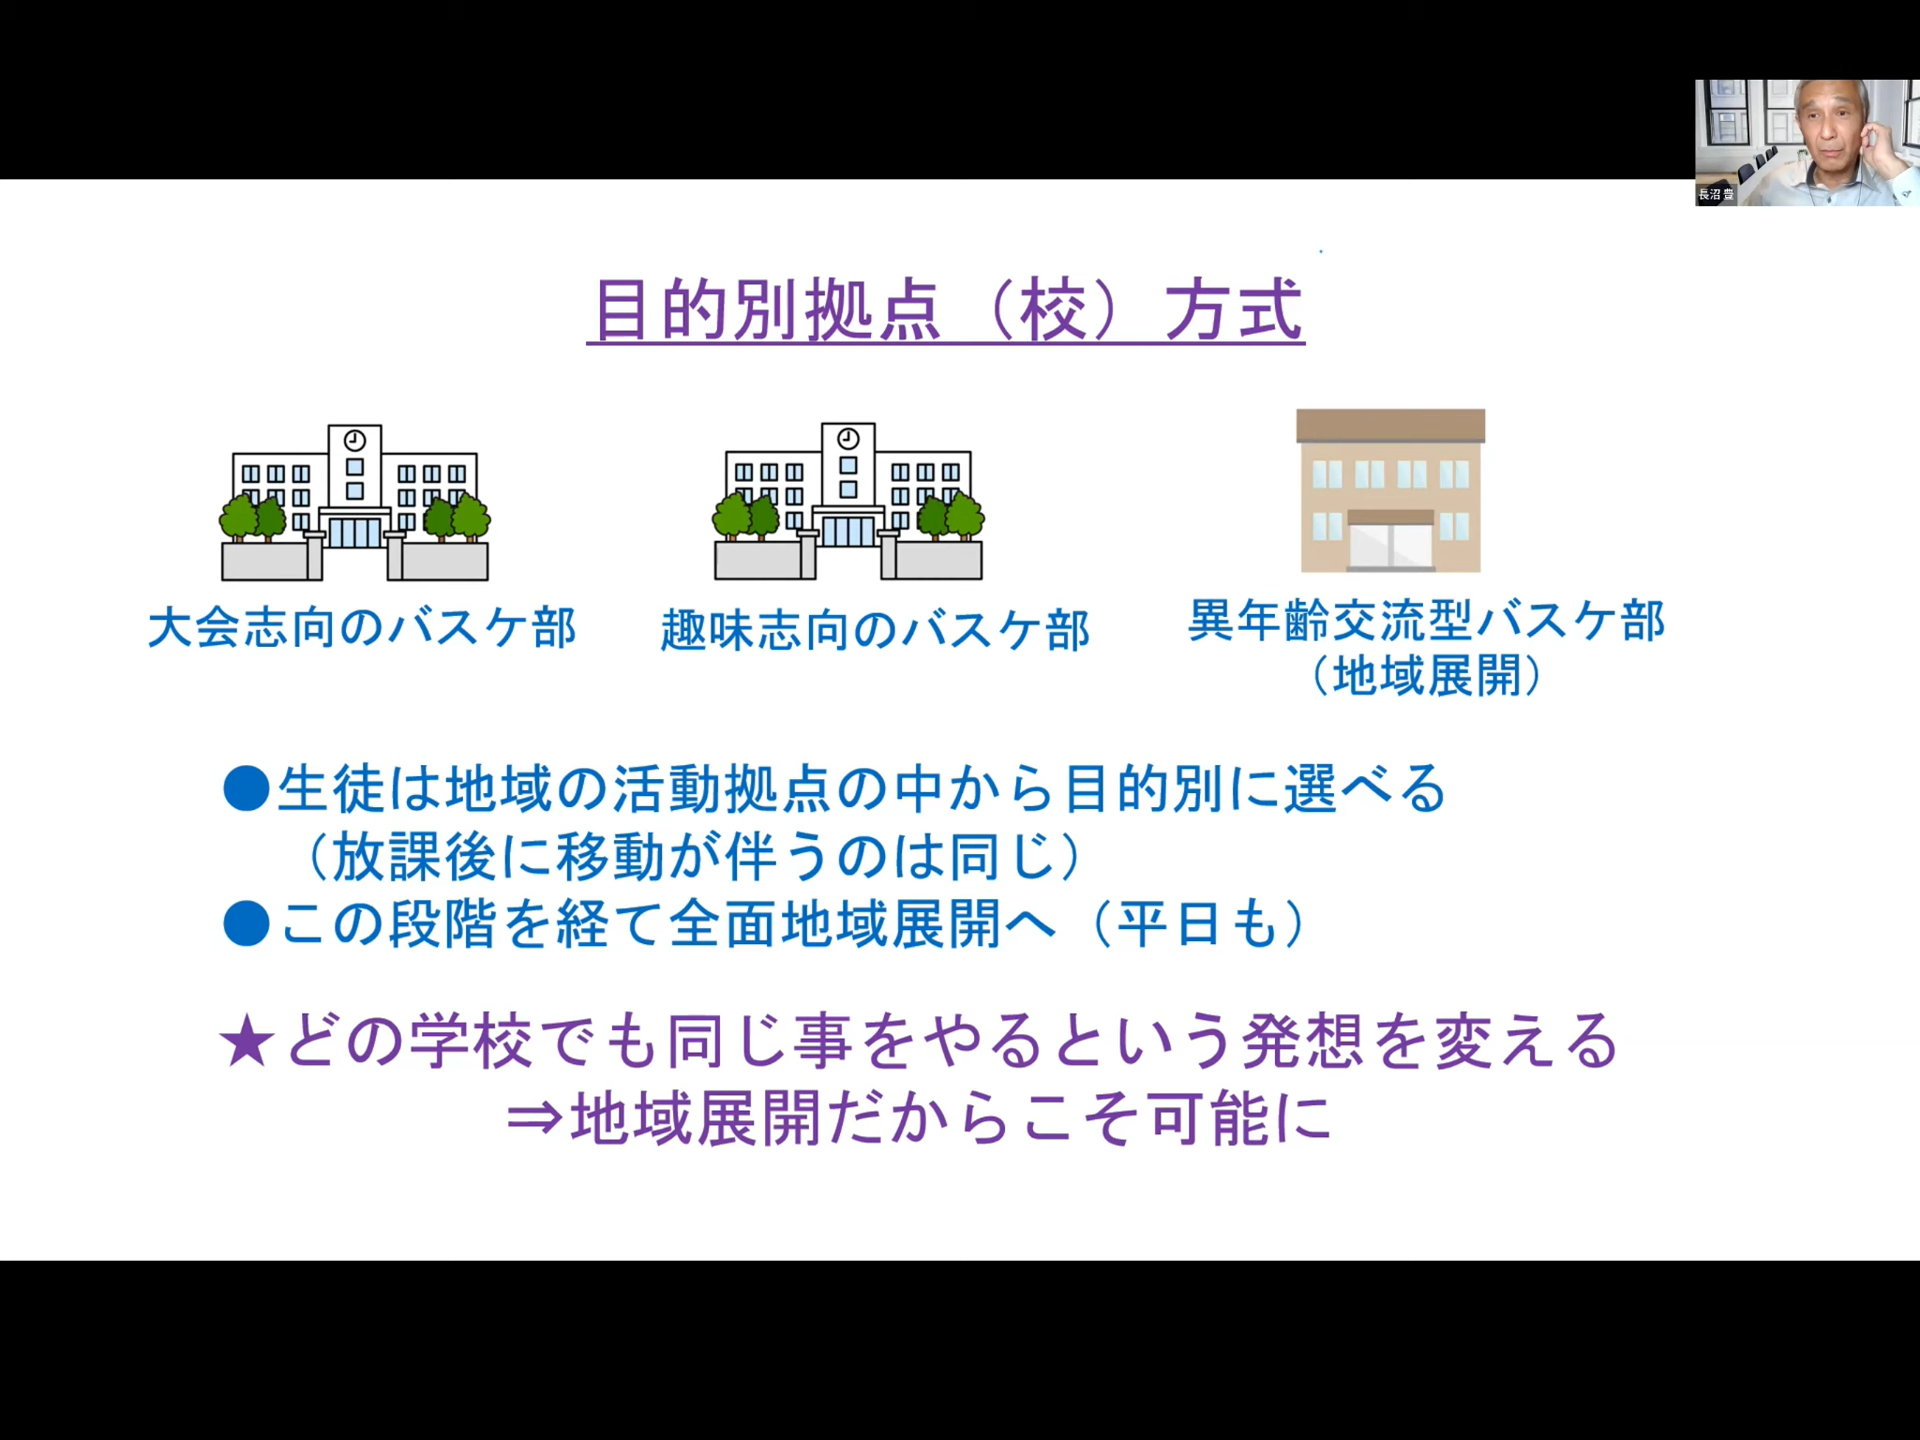 長沼 豊
目的別拠点（校）方式
大会志向のバスケ部
趣味志向のバスケ部
異年齢交流型バスケ部
（地域展開）
●生徒は地域の活動拠点の中から目的別に選べる
（放課後に移動が伴うのは同じ）
●この段階を経て全面地域展開へ（平日も）
★どの学校でも同じ事をやるという発想を変える
⇒地域展開だからこそ可能に